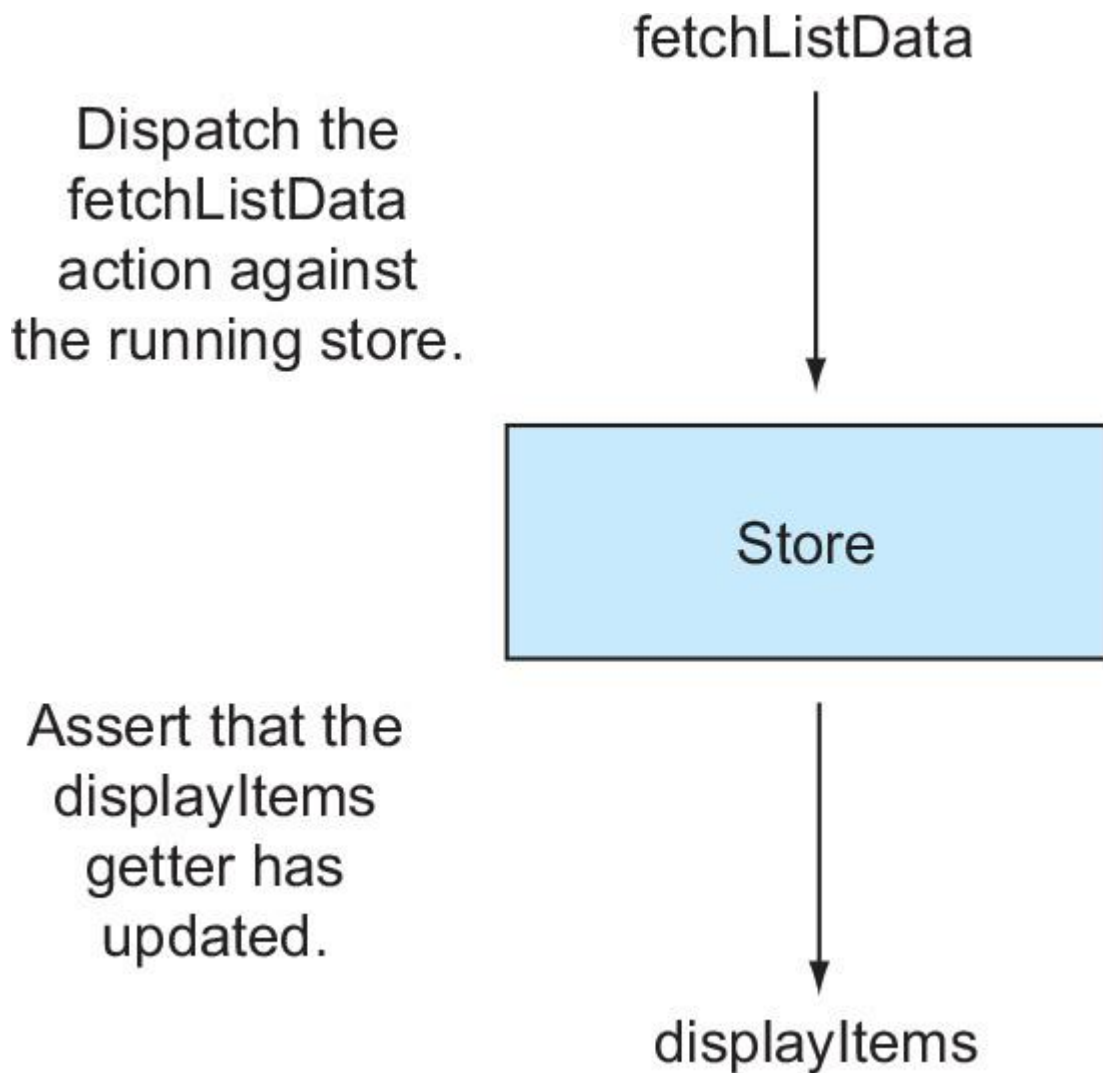 fetchListData
Dispatch the
fetchListData
action against
the running store.
Store
Assert that the
displayItems
getter has
updated.
displayItems